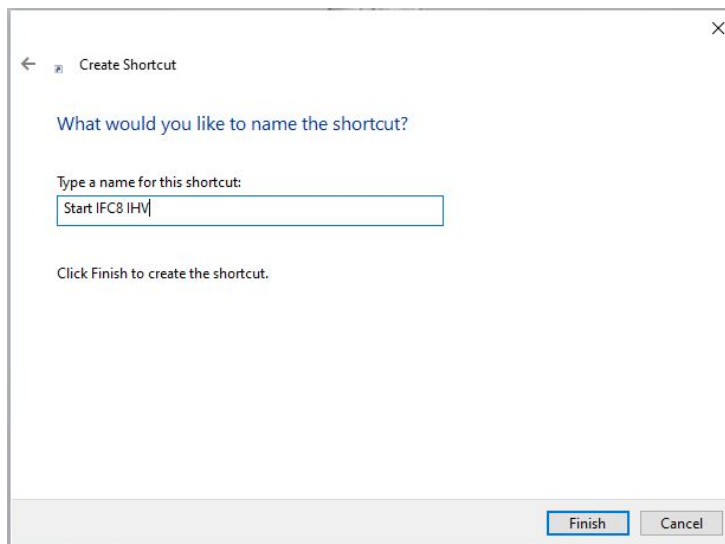 Create Shortcut
What would you like to name the shortcut?
Type a name for this shortcut:
Start IFC8 IHV
Click Finish to create the shortcut.
Finish Cancel